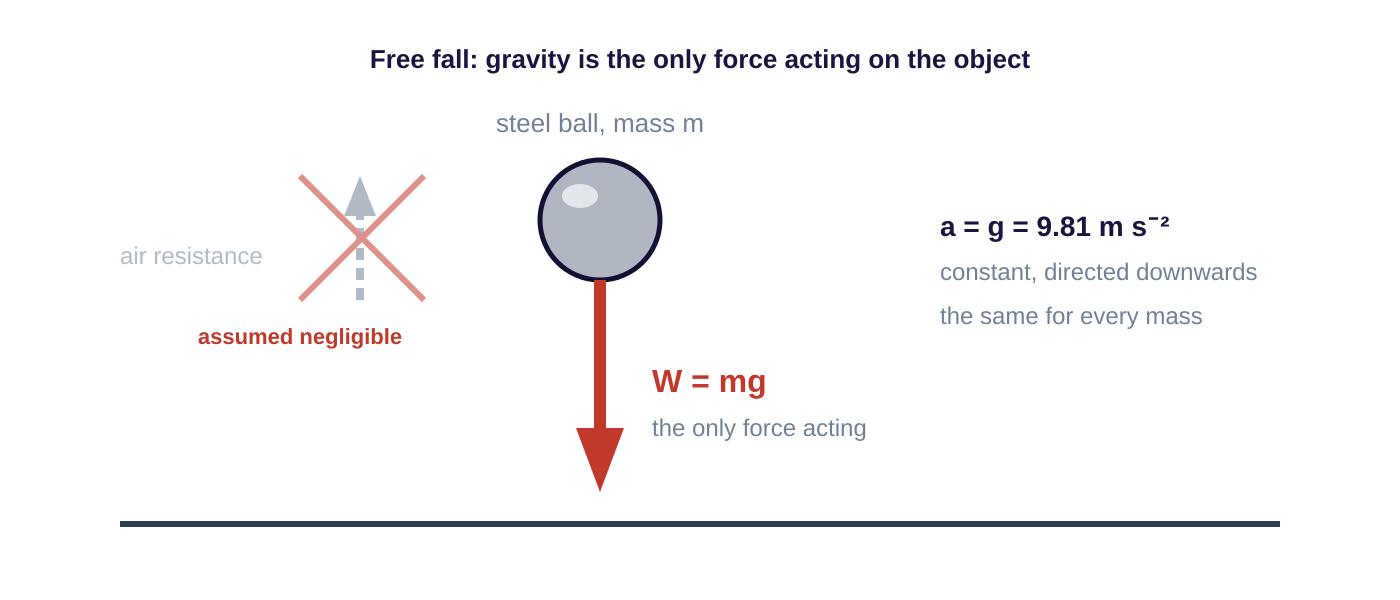 Free fall: gravity is the only force acting on the object
steel ball, mass m
air resistance
assumed negligible
a = g = 9.81 m s⁻²
constant, directed downwards
the same for every mass
W = mg
the only force acting